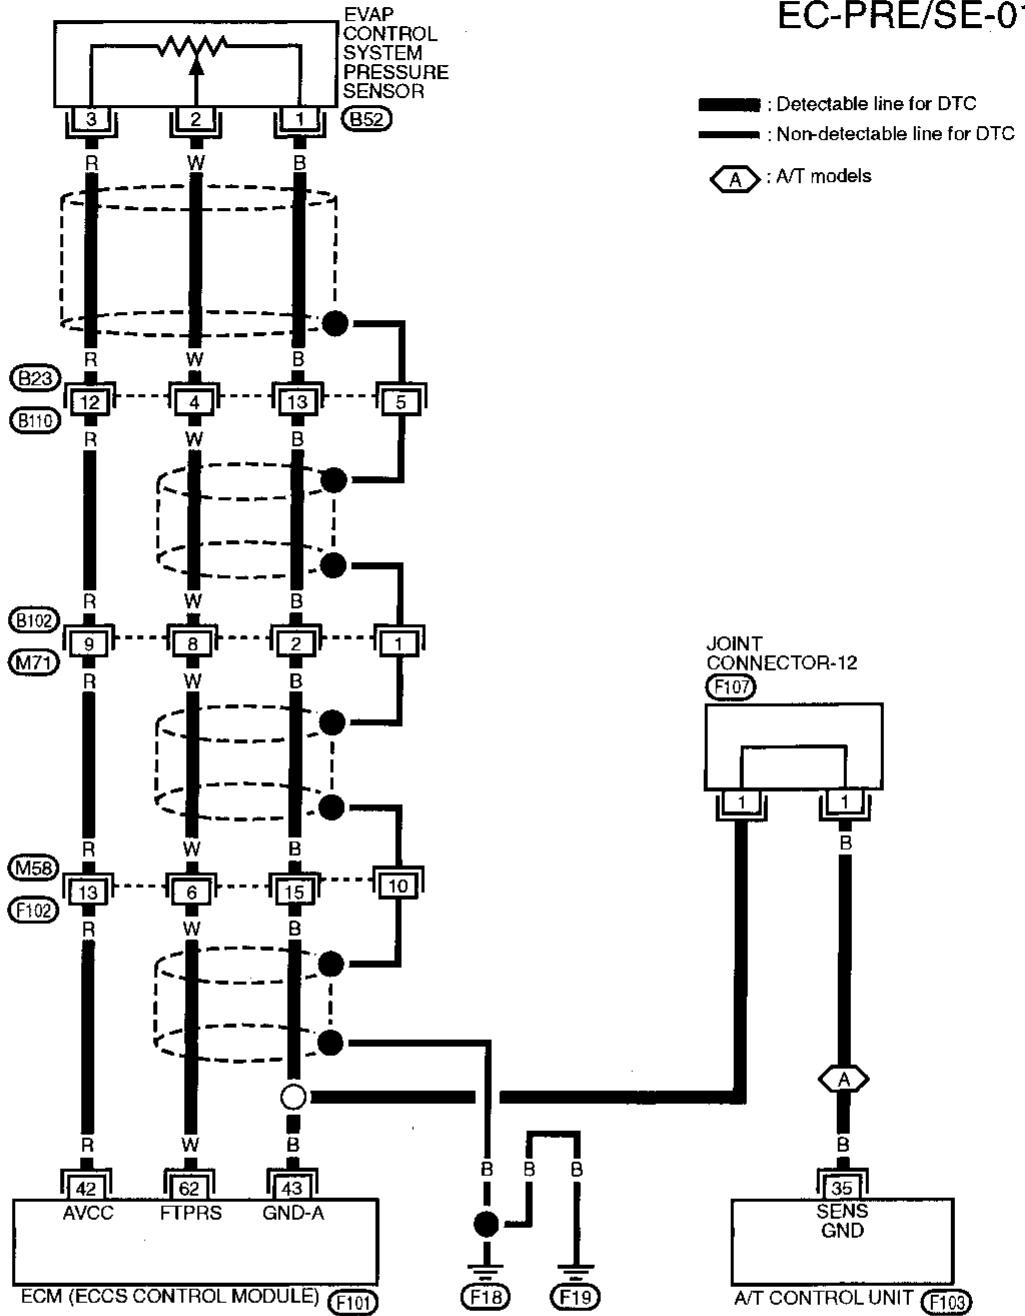 EC-PRE/SE-01
EVAP
CONTROL
SYSTEM
PRESSURE
SENSOR
3 2 1 B52
: Detectable line for DTC
: Non-detectable line for DTC
A : A/T models
R W B
R W B
B23
12 4 13 5
B110
R W B
R W B
B102
9 8 2 1
M71
R W B
JOINT
CONNECTOR-12
F107
1 1
B
R W B
M58
13 6 15 10
F102
R W B
A
R W B
B B B
B
42 62 43
35
AVCC FTPRS GND-A
SENS
GND
ECM (ECCS CONTROL MODULE) F101
F18 F19
A/T CONTROL UNIT F103